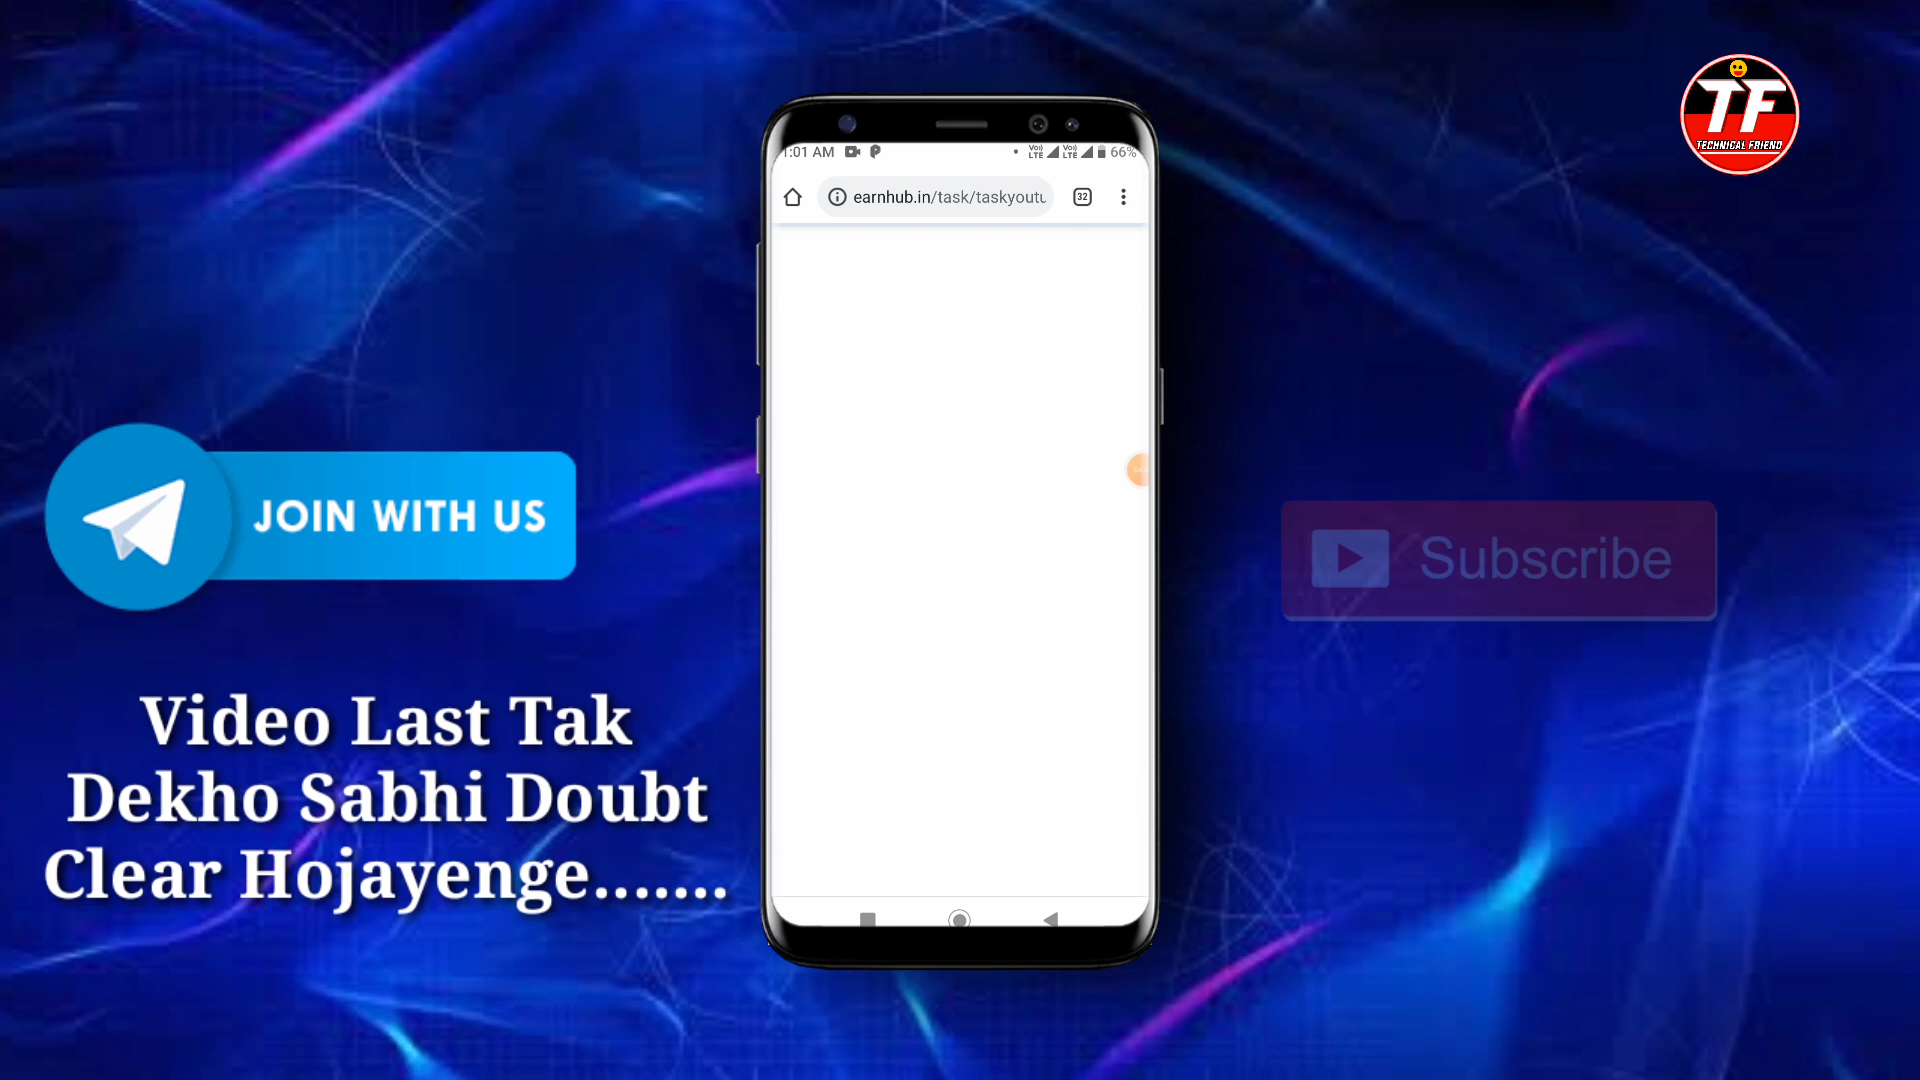 TF
TECHNICAL FRIEND
1:01 AM
66%
earnhub.in/task/taskyoutu
32
JOIN WITH US
Subscribe
Video Last Tak
Dekho Sabhi Doubt
Clear Hojayenge.......